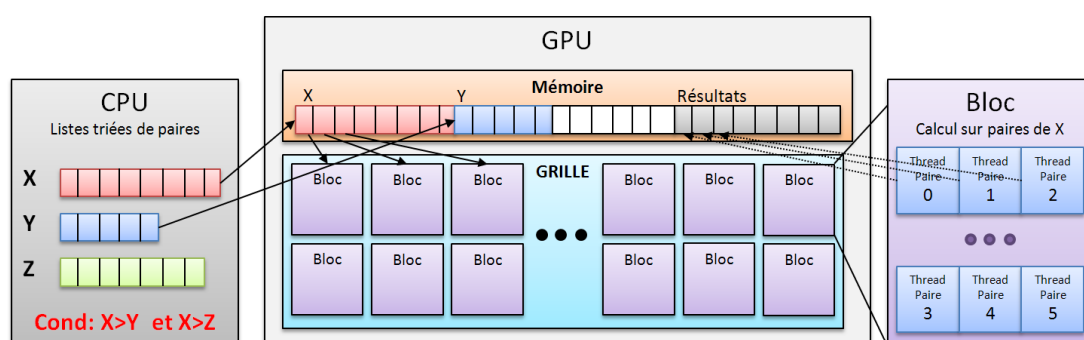 CPU
Listes triées de paires
X
Y
Z
Cond: X>Y et X>Z
GPU
Mémoire
X
Y
Résultats
GRILLE
Bloc
Bloc
Bloc
Bloc
Bloc
Bloc
Bloc
Bloc
Bloc
Bloc
Bloc
Bloc
Bloc
Calcul sur paires de X
Thread
Paire
0
Thread
Paire
1
Thread
Paire
2
Thread
Paire
3
Thread
Paire
4
Thread
Paire
5